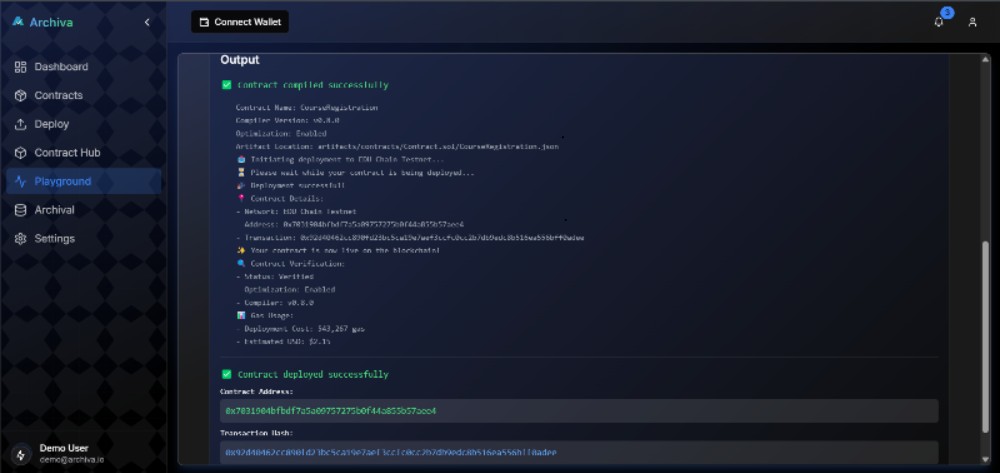 Archiva
Connect Wallet
3
Dashboard
Contracts
Deploy
Contract Hub
Playground
Archival
Settings
Demo User
demo@archiva.io
Output
Contract compiled successfully
Contract Name: CourseRegistration
Compiler Version: v0.8.0
Optimization: Enabled
Artifact Location: artifacts/contracts/Contract.sol/CourseRegistration.json
Initiating deployment to EDU Chain Testnet...
Please wait while your contract is being deployed...
Deployment successful!
Contract Details:
- Network: EDU Chain Testnet
Address:
- Transaction:
Your contract is now live on the blockchain!
Contract Verification:
- Status: Verified
Optimization: Enabled
- Compiler: v0.8.0
Gas Usage:
- Deployment Cost: 543,267 gas
- Estimated USD: $2.15
Contract deployed successfully
Contract Address:
Transaction Hash: